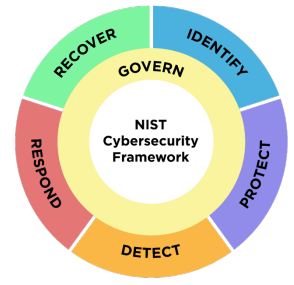 RECOVER
IDENTIFY
GOVERN
NIST
Cybersecurity
Framework
RESPOND
PROTECT
DETECT